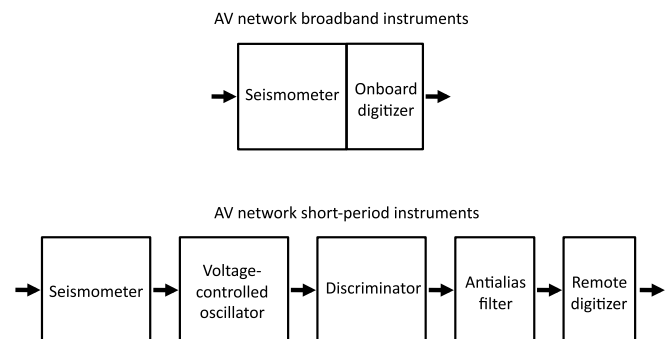 AV network broadband instruments
Seismometer
Onboard
digitizer
AV network short-period instruments
Seismometer
Voltage-
controlled
oscillator
Discriminator
Antialias
filter
Remote
digitizer